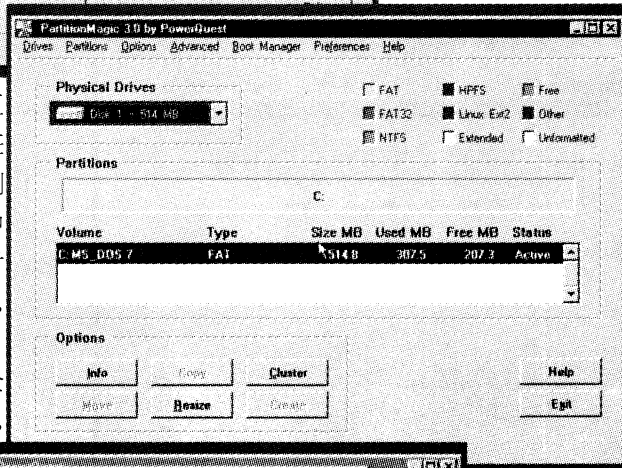 PartitionMagic 3.0 by PowerQuest
Drives Partitions Options Advanced Boot Manager Preferences Help
Physical Drives
Disk 1 - 514 MB
FAT HPFS Free
FAT32 Linux Ext2 Other
NTFS Extended Unformatted
Partitions
C:
Volume Type Size MB Used MB Free MB Status
C: MS_DOS 7 FAT 514.8 307.5 207.3 Active
Options
Info Copy Cluster Help
Move Resize Create Exit